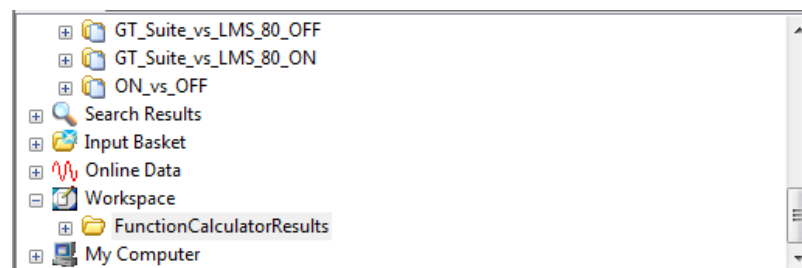 GT_Suite_vs_LMS_80_OFF
GT_Suite_vs_LMS_80_ON
ON_vs_OFF
Search Results
Input Basket
Online Data
Workspace
FunctionCalculatorResults
My Computer